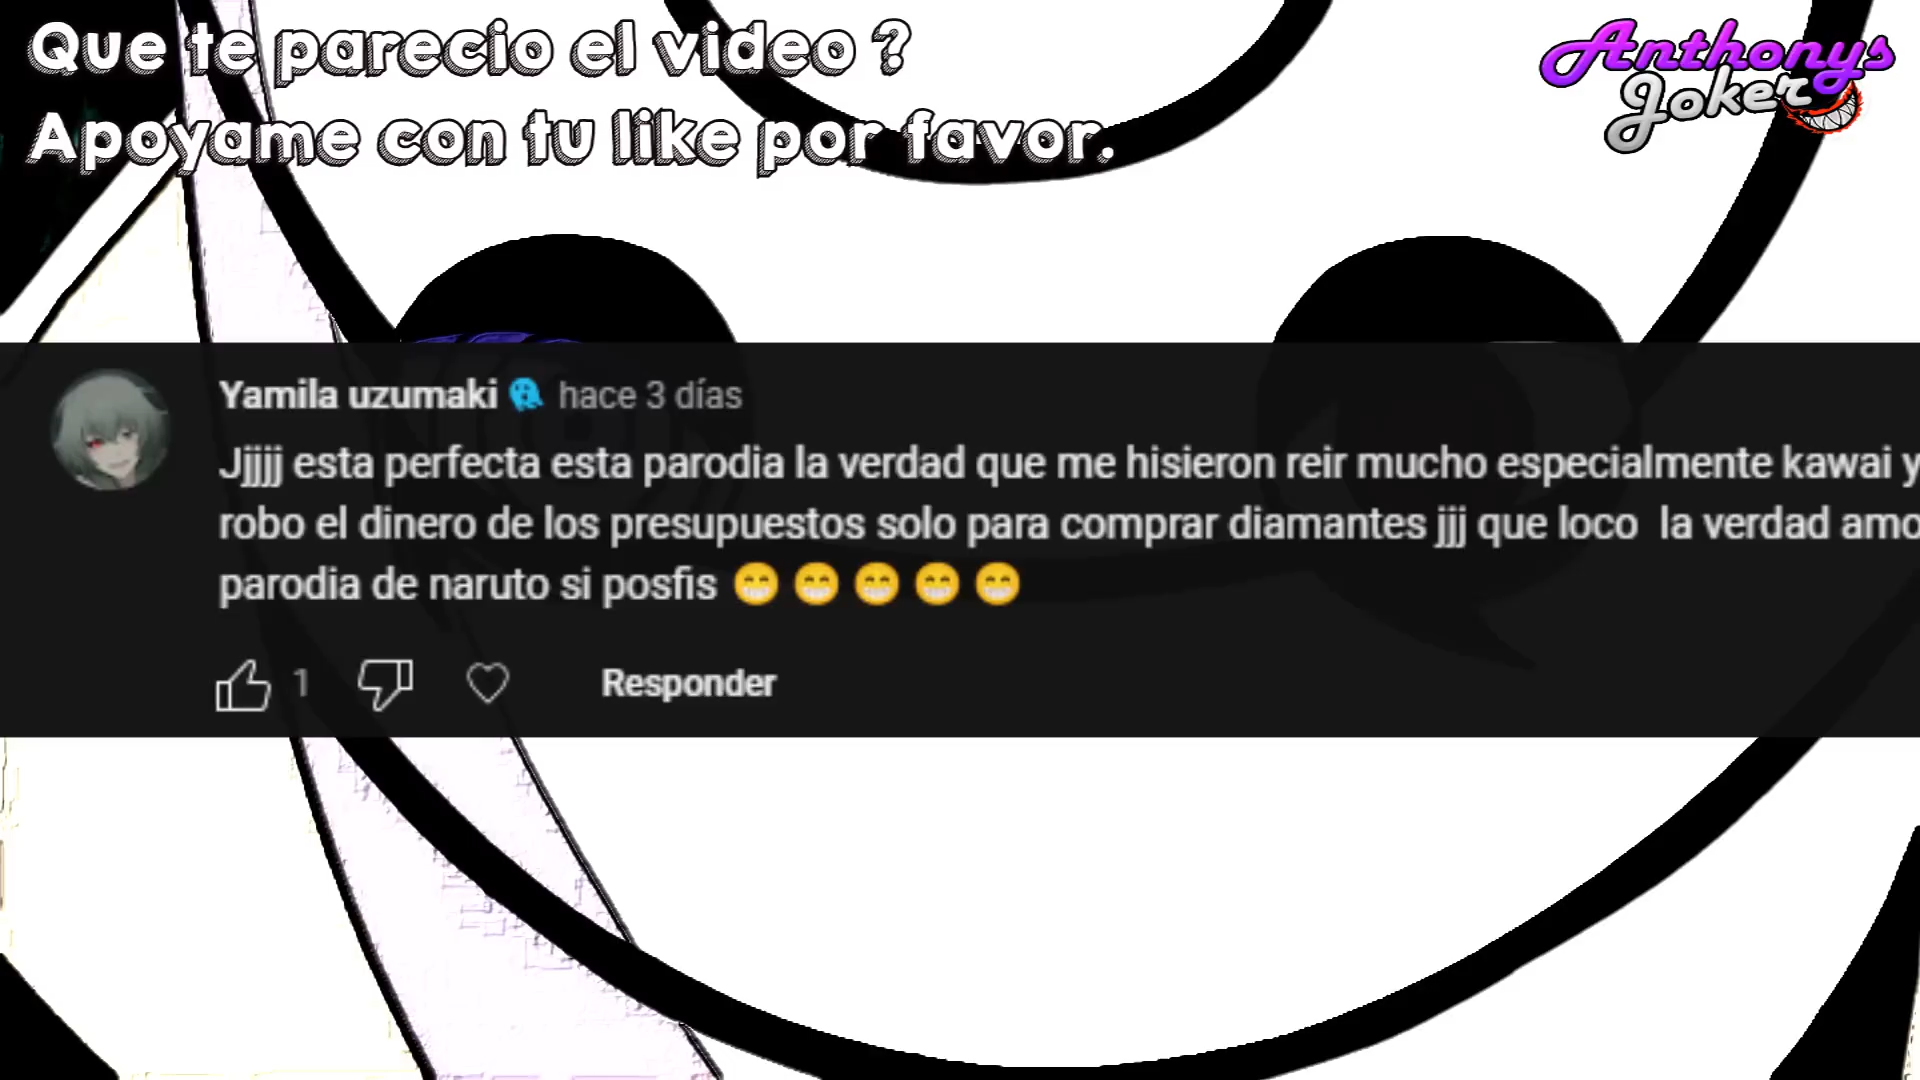 Que te parecio el video ?
Apoyame con tu like por favor.
Anthonys
Joker
Yamila uzumaki hace 3 días
Jjjjj esta perfecta esta parodia la verdad que me hisieron reir mucho especialmente kawai y
robo el dinero de los presupuestos solo para comprar diamantes jjj que loco la verdad amo
parodia de naruto si posfis 😁😁😁😁😁
1
Responder